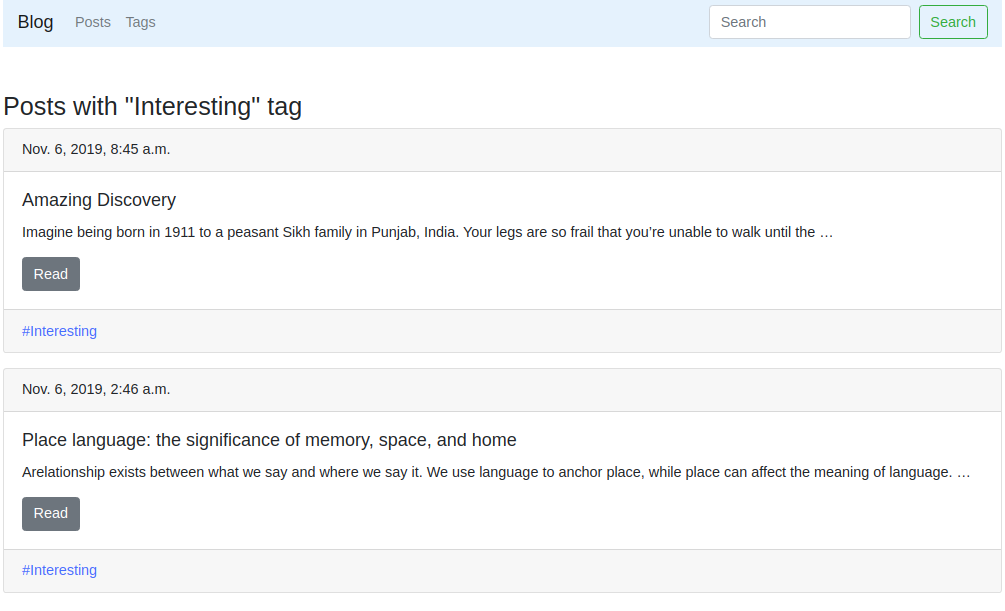 Blog Posts Tags Search Search
Posts with "Interesting" tag
Nov. 6, 2019, 8:45 a.m.
Amazing Discovery
Imagine being born in 1911 to a peasant Sikh family in Punjab, India. Your legs are so frail that you’re unable to walk until the …
Read
#Interesting
Nov. 6, 2019, 2:46 a.m.
Place language: the significance of memory, space, and home
Arelationship exists between what we say and where we say it. We use language to anchor place, while place can affect the meaning of language. …
Read
#Interesting